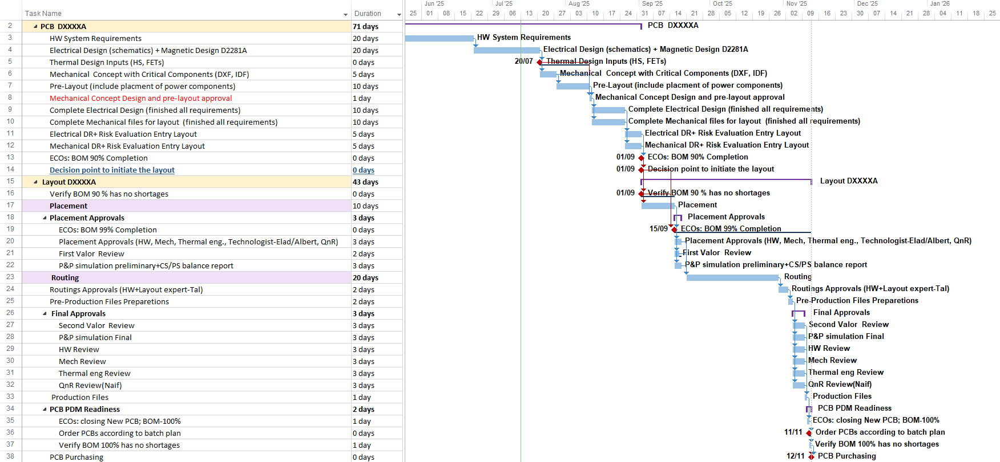 Task Name Duration
Jun '25 Jul '25 Aug '25 Sep '25 Oct '25 Nov '25 Dec '25 Jan '26
25 01 08 15 22 29 06 13 20 27 03 10 17 24 31 07 14 21 28 05 12 19 26 02 09 16 23 30 07 14 21 28 04 11 18 25
2 PCB DXXXXA 71 days PCB DXXXXA
3 HW System Requirements 20 days HW System Requirements
4 Electrical Design (schematics) + Magnetic Design D2281A 20 days Electrical Design (schematics) + Magnetic Design D2281A
5 Thermal Design Inputs (HS, FETs) 0 days 20/07 Thermal Design Inputs (HS, FETs)
6 Mechanical Concept with Critical Components (DXF, IDF) 5 days Mechanical Concept with Critical Components (DXF, IDF)
7 Pre-Layout (include placment of power components) 10 days Pre-Layout (include placment of power components)
8 Mechanical Concept Design and pre-layout approval 1 day Mechanical Concept Design and pre-layout approval
9 Complete Electrical Design (finished all requirements) 10 days Complete Electrical Design (finished all requirements)
10 Complete Mechanical files for layout (finished all requirements) 10 days Complete Mechanical files for layout (finished all requirements)
11 Electrical DR+ Risk Evaluation Entry Layout 5 days Electrical DR+ Risk Evaluation Entry Layout
12 Mechanical DR+ Risk Evaluation Entry Layout 5 days Mechanical DR+ Risk Evaluation Entry Layout
13 ECOs: BOM 90% Completion 0 days 01/09 ECOs: BOM 90% Completion
14 Decision point to initiate the layout 0 days 01/09 Decision point to initiate the layout
15 Layout DXXXXA 43 days Layout DXXXXA
16 Verify BOM 90 % has no shortages 0 days 01/09 Verify BOM 90 % has no shortages
17 Placement 10 days Placement
18 Placement Approvals 3 days Placement Approvals
19 ECOs: BOM 99% Completion 0 days 15/09 ECOs: BOM 99% Completion
20 Placement Approvals (HW, Mech, Thermal eng., Technologist-Elad/Albert, QnR) 3 days Placement Approvals (HW, Mech, Thermal eng., Technologist-Elad/Albert, QnR)
21 First Valor Review 2 days First Valor Review
22 P&P simulation preliminary+CS/PS balance report 3 days P&P simulation preliminary+CS/PS balance report
23 Routing 20 days Routing
24 Routings Approvals (HW+Layout expert-Tal) 2 days Routings Approvals (HW+Layout expert-Tal)
25 Pre-Production Files Preparetions 2 days Pre-Production Files Preparetions
26 Final Approvals 3 days Final Approvals
27 Second Valor Review 3 days Second Valor Review
28 P&P simulation Final 3 days P&P simulation Final
29 HW Review 3 days HW Review
30 Mech Review 3 days Mech Review
31 Thermal eng Review 3 days Thermal eng Review
32 QnR Review(Naif) 3 days QnR Review(Naif)
33 Production Files 1 day Production Files
34 PCB PDM Readiness 2 days PCB PDM Readiness
35 ECOs: closing New PCB; BOM-100% 1 day ECOs: closing New PCB; BOM-100%
36 Order PCBs according to batch plan 0 days 11/11 Order PCBs according to batch plan
37 Verify BOM 100% has no shortages 1 day Verify BOM 100% has no shortages
38 PCB Purchasing 0 days 12/11 PCB Purchasing